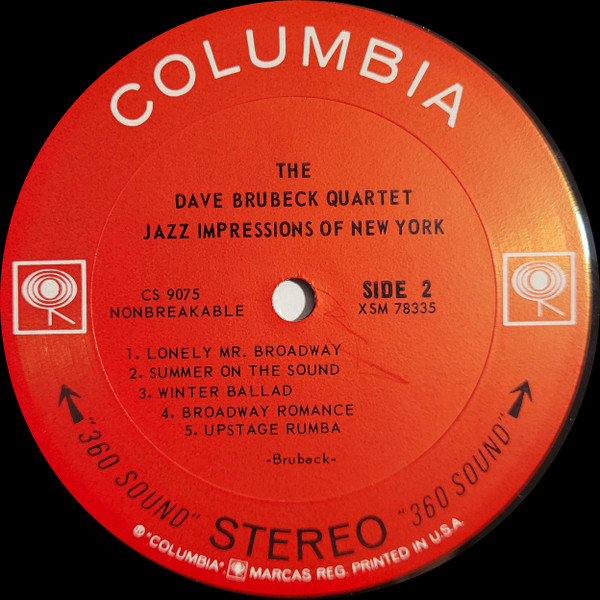 COLUMBIA
THE
DAVE BRUBECK QUARTET
JAZZ IMPRESSIONS OF NEW YORK
CS 9075
NONBREAKABLE
SIDE 2
XSM 78335
1. LONELY MR. BROADWAY
2. SUMMER ON THE SOUND
3. WINTER BALLAD
4. BROADWAY ROMANCE
5. UPSTAGE RUMBA
-Brubeck-
"360 SOUND" STEREO "360 SOUND"
® "COLUMBIA", MARCAS REG. PRINTED IN U.S.A.